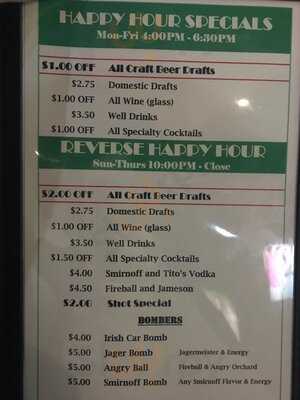 HAPPY HOUR SPECIALS
Mon-Fri 4:00PM - 6:30PM
$1.00 OFF All Craft Beer Drafts
$2.75 Domestic Drafts
$1.00 OFF All Wine (glass)
$3.50 Well Drinks
$1.00 OFF All Specialty Cocktails
REVERSE HAPPY HOUR
Sun-Thurs 10:00PM - Close
$2.00 OFF All Craft Beer Drafts
$2.75 Domestic Drafts
$1.00 OFF All Wine (glass)
$3.50 Well Drinks
$1.50 OFF All Specialty Cocktails
$4.00 Smirnoff and Tito's Vodka
$4.50 Fireball and Jameson
$2.00 Shot Special
BOMBERS
$4.00 Irish Car Bomb
$5.00 Jager Bomb Jagermeister & Energy
$5.00 Angry Ball Fireball & Angry Orchard
$5.00 Smirnoff Bomb Any Smirnoff Flavor & Energy